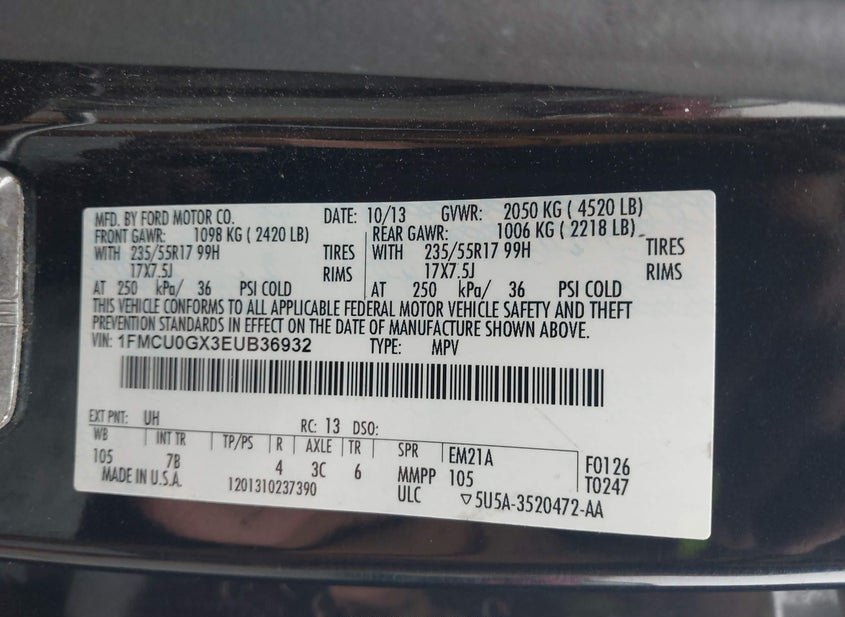 MFD. BY FORD MOTOR CO. DATE: 10/13 GVWR: 2050 KG ( 4520 LB)
FRONT GAWR: 1098 KG ( 2420 LB) REAR GAWR: 1006 KG ( 2218 LB)
WITH 235/55R17 99H TIRES WITH 235/55R17 99H TIRES
17X7.5J RIMS 17X7.5J RIMS
AT 250 kPa/ 36 PSI COLD AT 250 kPa/ 36 PSI COLD
THIS VEHICLE CONFORMS TO ALL APPLICABLE FEDERAL MOTOR VEHICLE SAFETY AND THEFT
PREVENTION STANDARDS IN EFFECT ON THE DATE OF MANUFACTURE SHOWN ABOVE.
VIN: 1FMCU0GX3EUB36932 TYPE: MPV
EXT PNT: UH RC: 13 DSO:
WB INT TR TP/PS R AXLE TR SPR EM21A F0126
105 7B 4 3C 6 MMPP 105 T0247
MADE IN U.S.A. 1201310237390 ULC ▽5U5A-3520472-AA